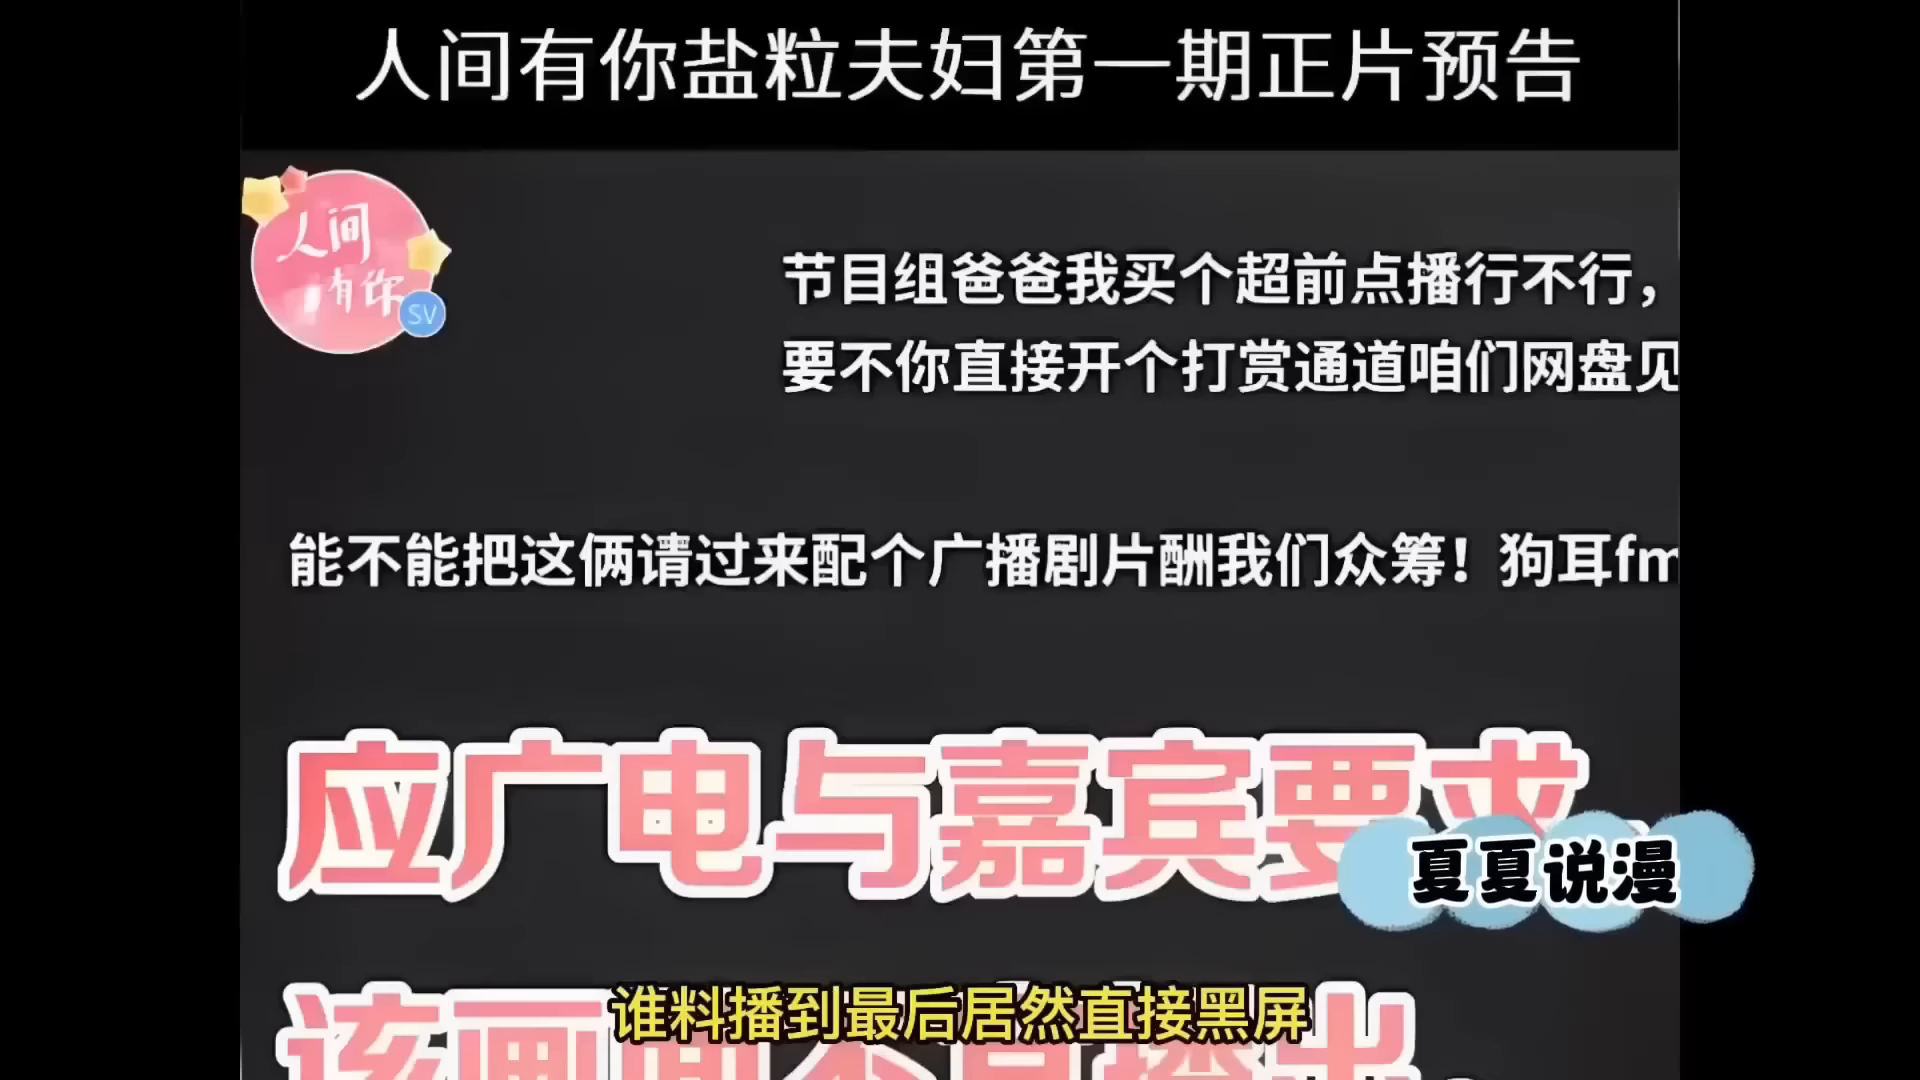 人间有你盐粒夫妇第一期正片预告
人间
有你
SV
节目组爸爸我买个超前点播行不行，
要不你直接开个打赏通道咱们网盘见
能不能把这俩请过来配个广播剧片酬我们众筹！狗耳fm
应广电与嘉宾要求
夏夏说漫
谁料播到最后居然直接黑屏